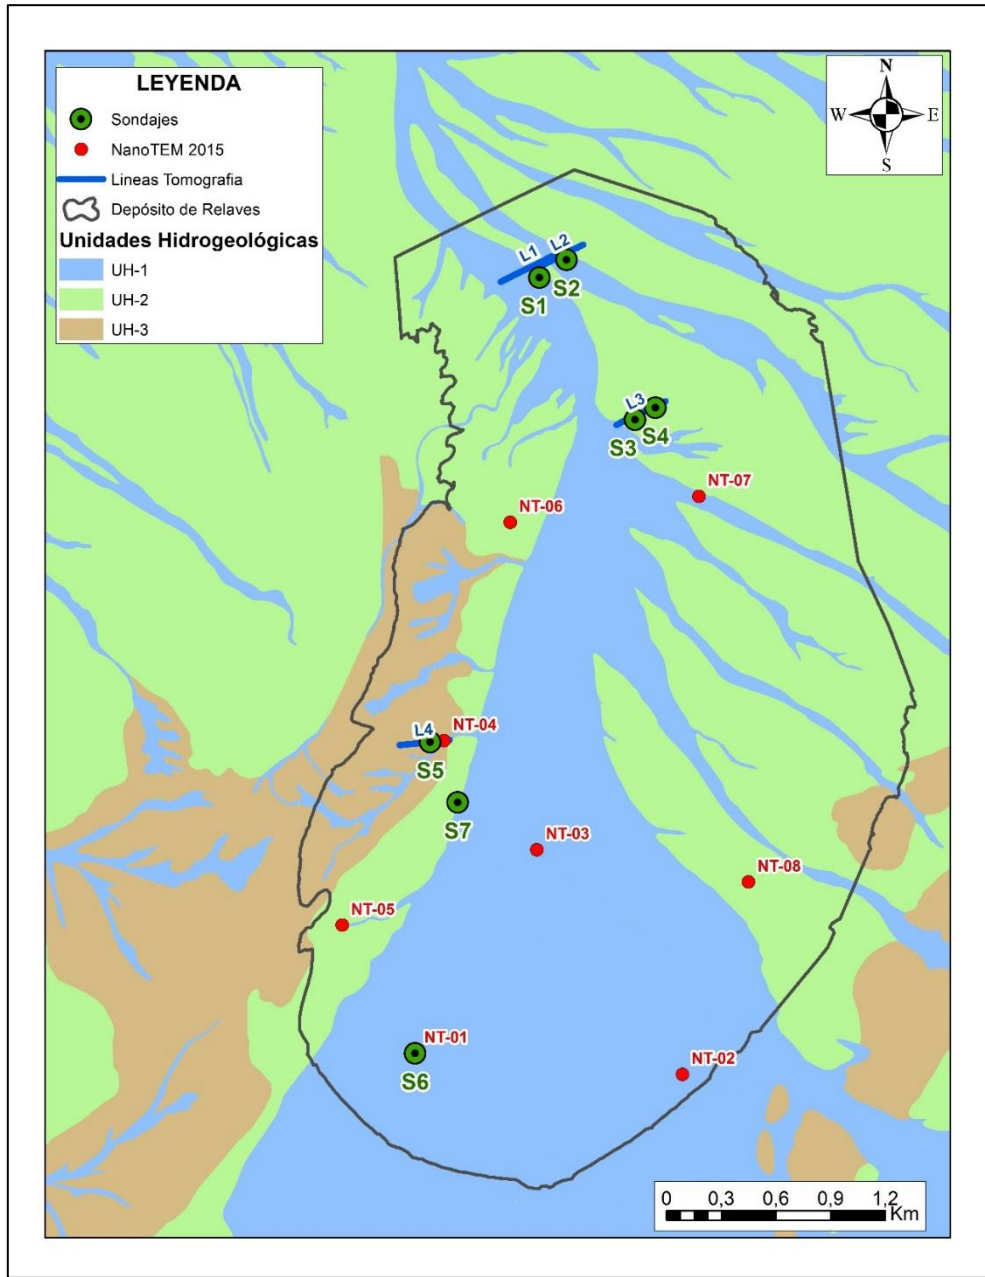 LEYENDA
Sondajes
NanoTEM 2015
Lineas Tomografia
Depósito de Relaves
Unidades Hidrogeológicas
UH-1
UH-2
UH-3
N
W E
S
L1 L2
S1 S2
L3
S3 S4
NT-07
NT-06
L4 NT-04
S5
S7
NT-03
NT-08
NT-05
NT-01
S6
NT-02
0 0,3 0,6 0,9 1,2
Km